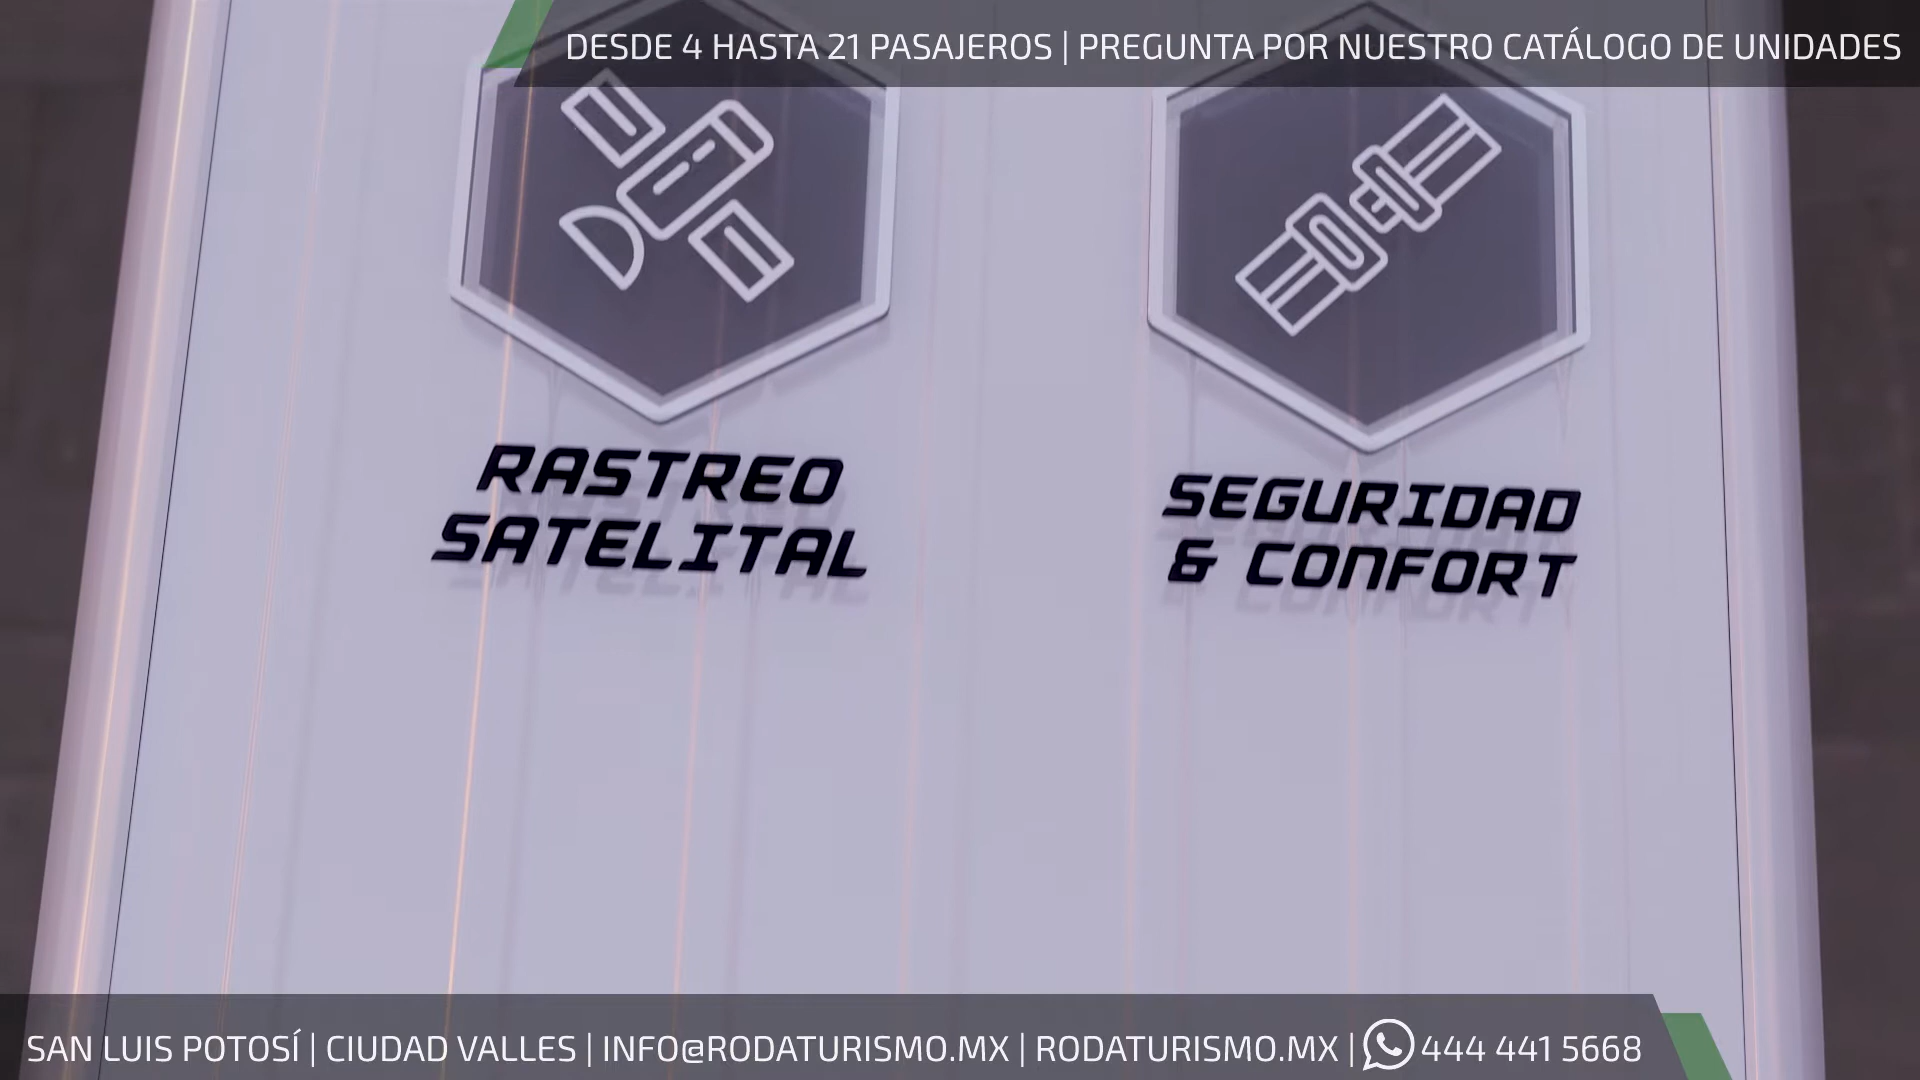 DESDE 4 HASTA 21 PASAJEROS | PREGUNTA POR NUESTRO CATÁLOGO DE UNIDADES
RASTREO
SATELITAL
SEGURIDAD
& CONFORT
SAN LUIS POTOSÍ | CIUDAD VALLES | INFO@RODATURISMO.MX | RODATURISMO.MX | 444 441 5668